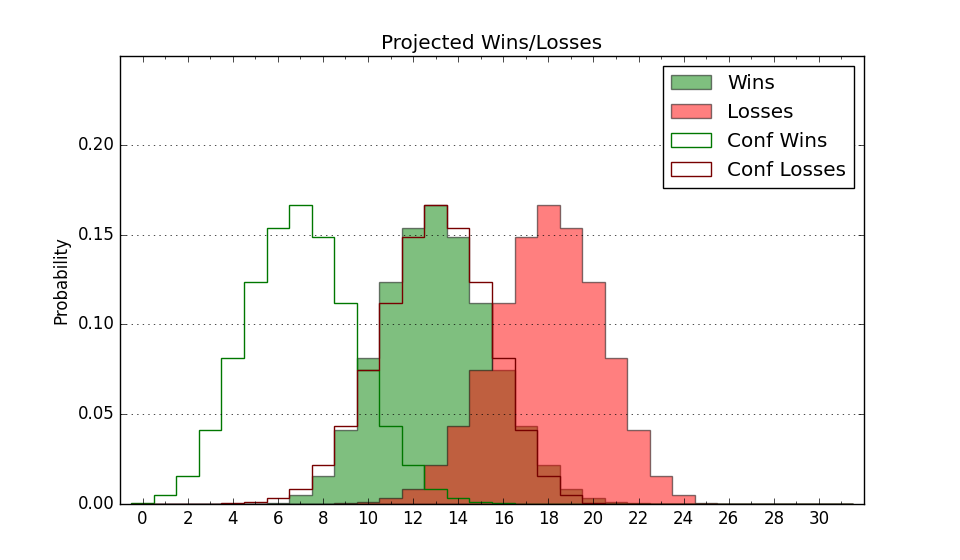 Projected Wins/Losses
Wins
Losses
Conf Wins
Conf Losses
Probability
0.20
0.15
0.10
0.05
0.00
0 2 4 6 8 10 12 14 16 18 20 22 24 26 28 30